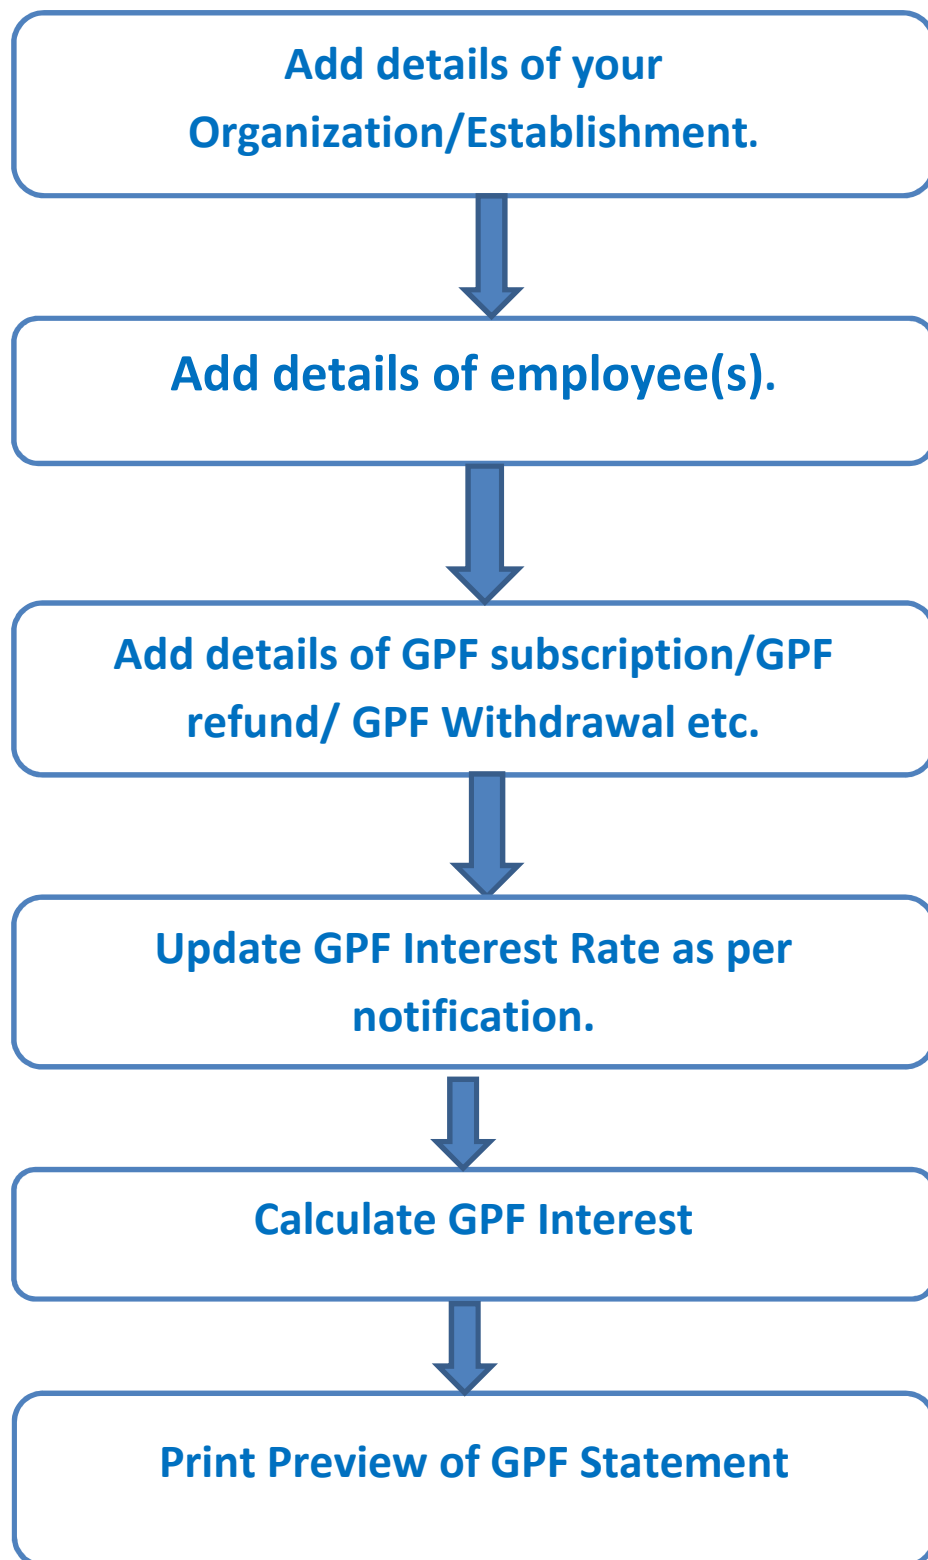 Add details of your
Organization/Establishment.
Add details of employee(s).
Add details of GPF subscription/GPF
refund/ GPF Withdrawal etc.
Update GPF Interest Rate as per
notification.
Calculate GPF Interest
Print Preview of GPF Statement